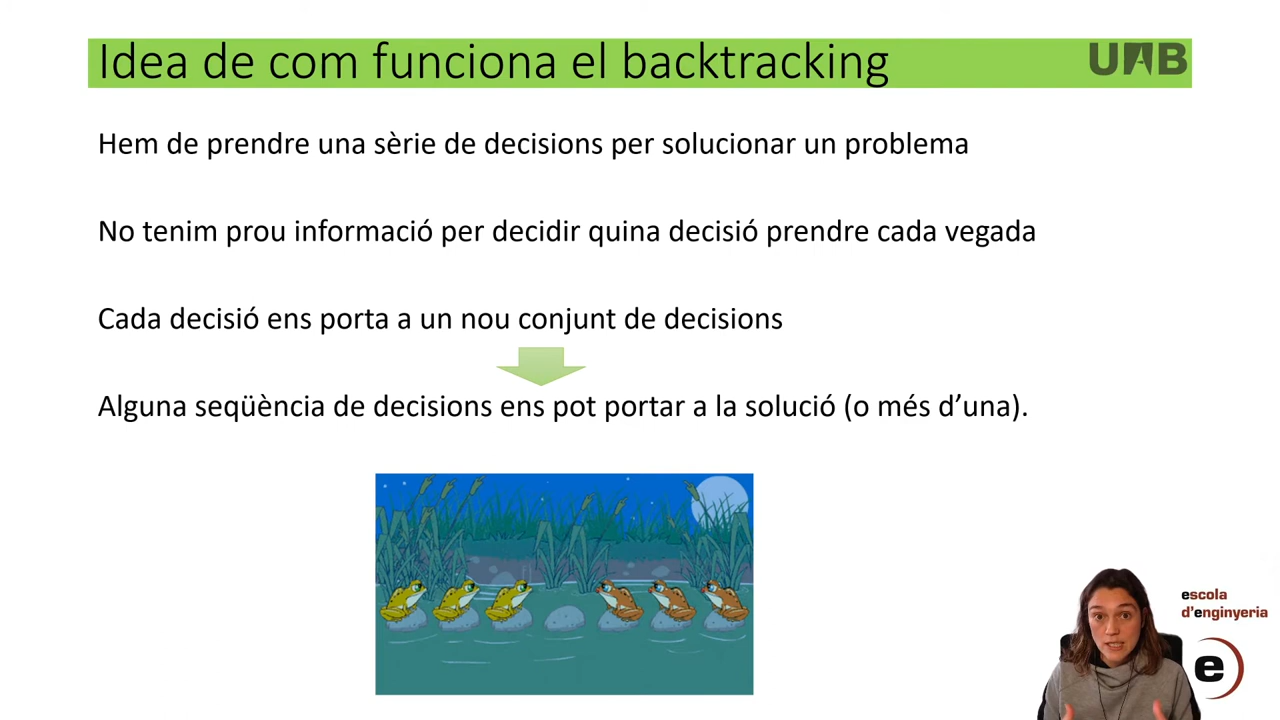 Idea de com funciona el backtracking
UAB
Hem de prendre una sèrie de decisions per solucionar un problema
No tenim prou informació per decidir quina decisió prendre cada vegada
Cada decisió ens porta a un nou conjunt de decisions
Alguna seqüència de decisions ens pot portar a la solució (o més d’una).
escola
d'enginyeria
e